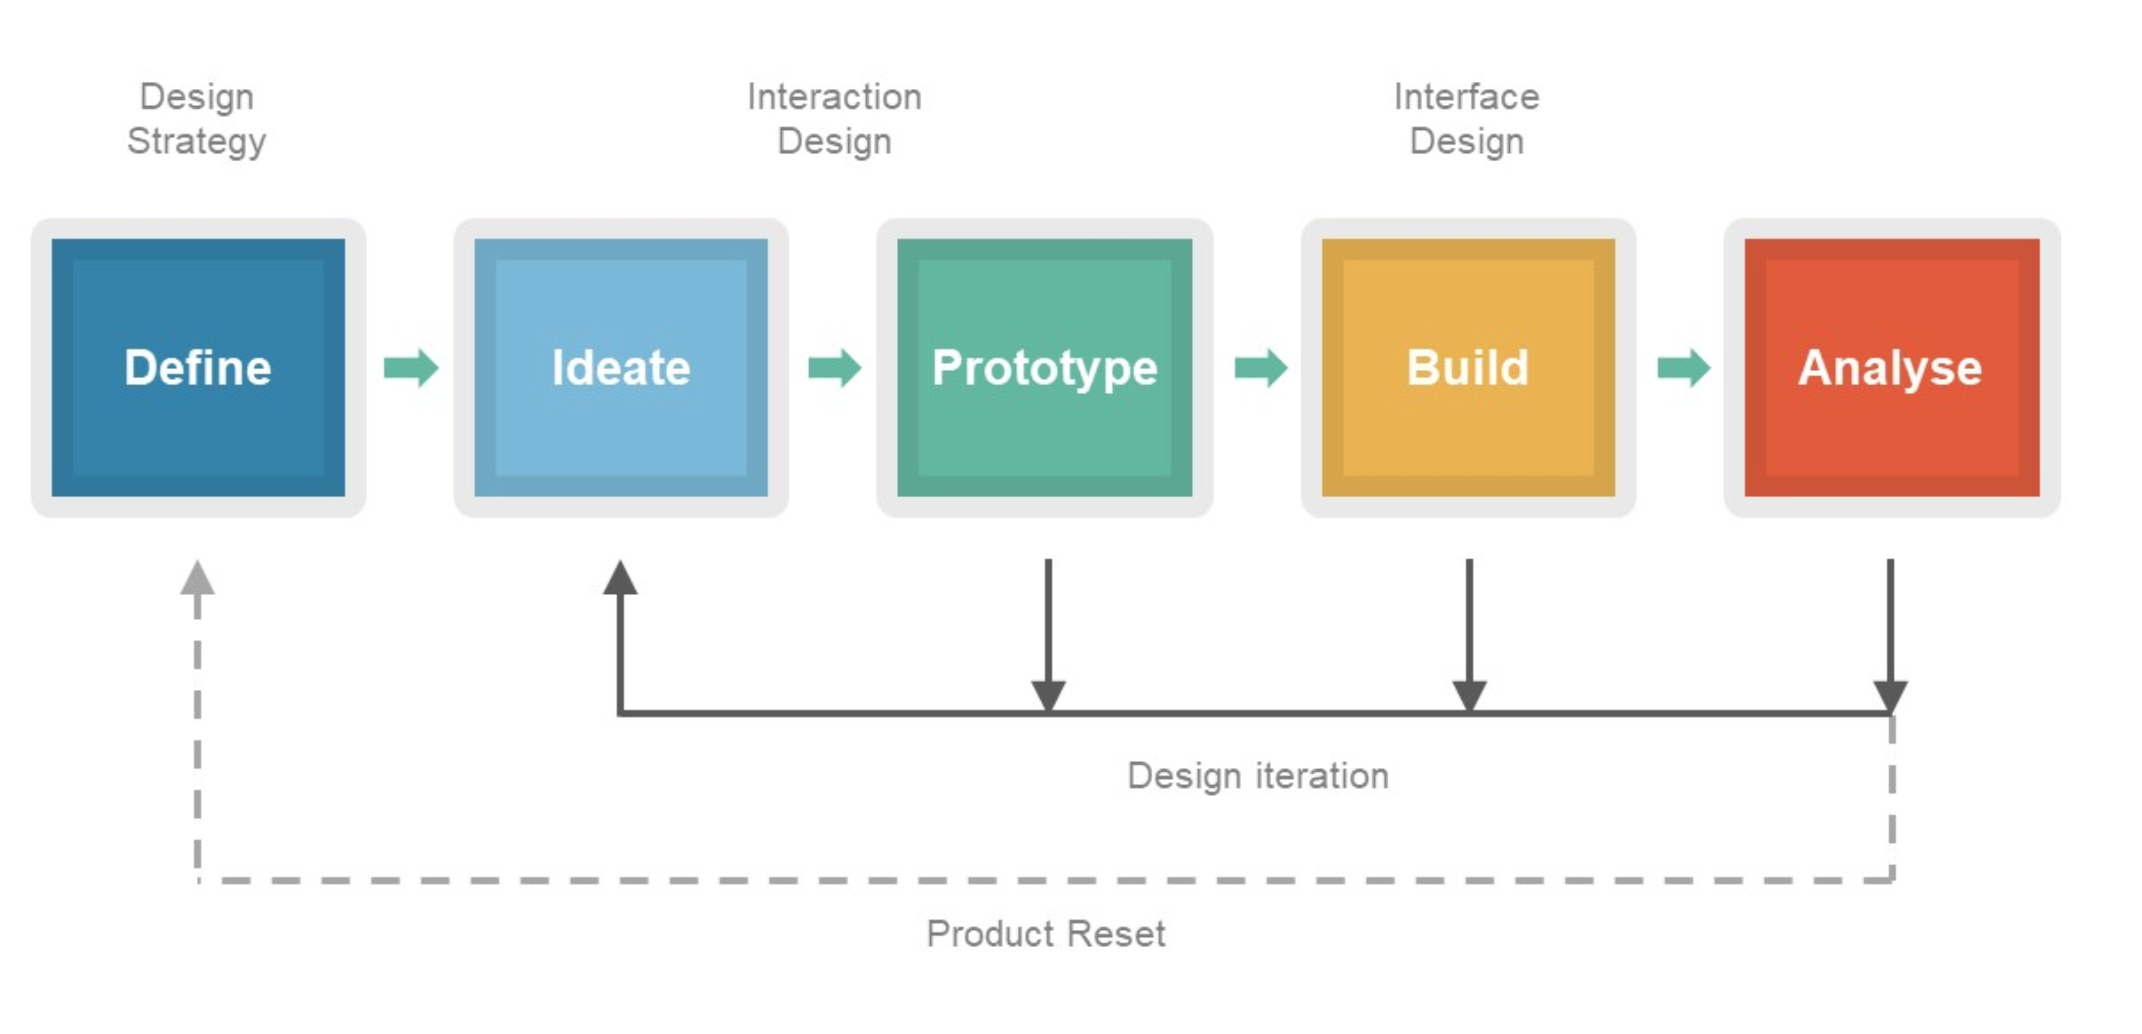 Design
Strategy
Interaction
Design
Interface
Design
Define
Ideate
Prototype
Build
Analyse
Design iteration
Product Reset